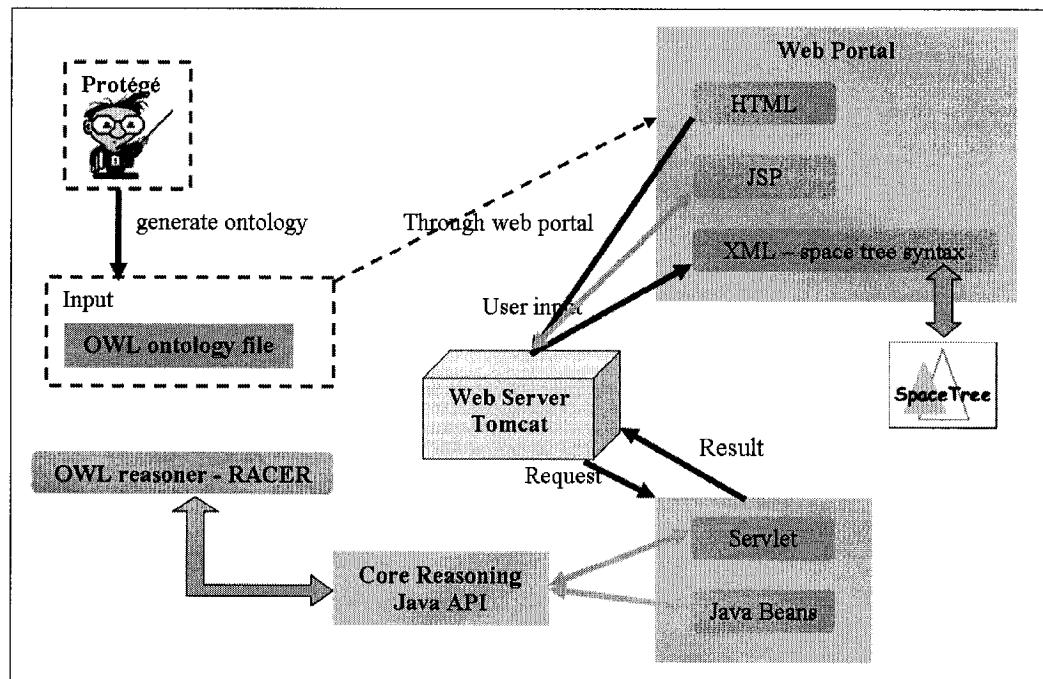 Web Portal
Protégé
HTML
JSP
generate ontology
Through web portal
XML – space tree syntax
Input
User input
OWL ontology file
SpaceTree
Web Server
Tomcat
Result
OWL reasoner - RACER
Request
Servlet
Core Reasoning
Java API
Java Beans